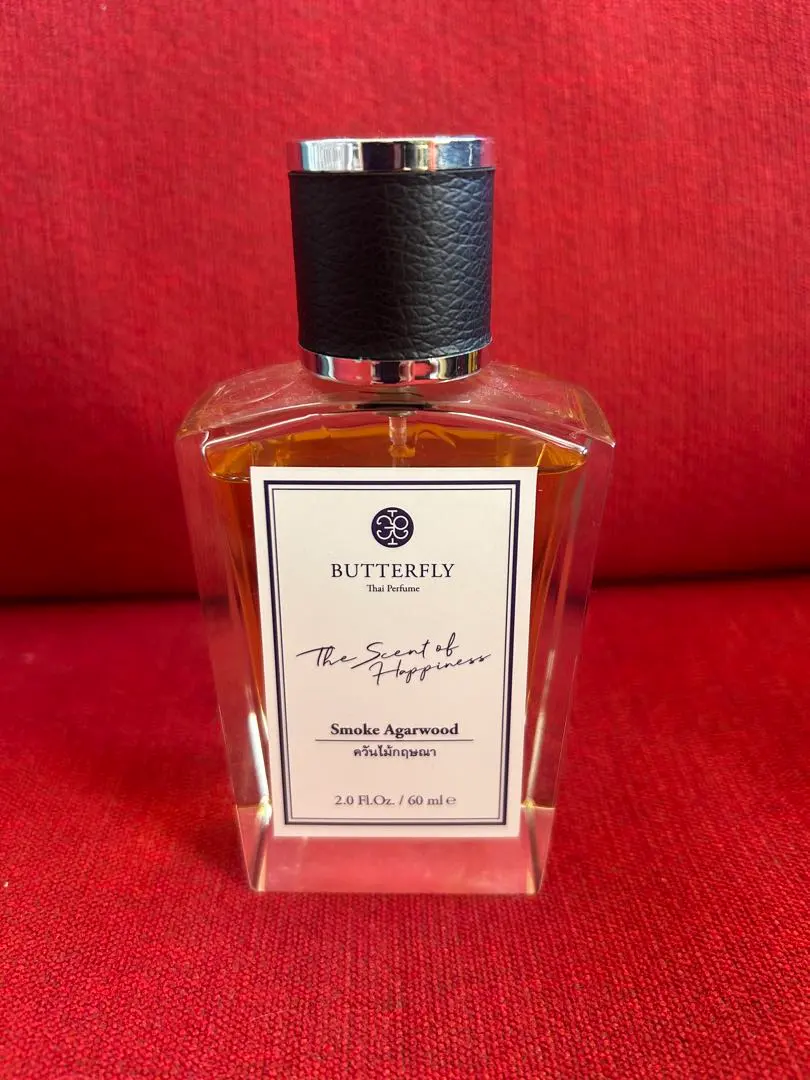 BUTTERFLY
Thai Perfume
The Scent of
Happiness
Smoke Agarwood
ควันไม้กฤษณา
2.0 Fl.Oz. / 60 ml ℮